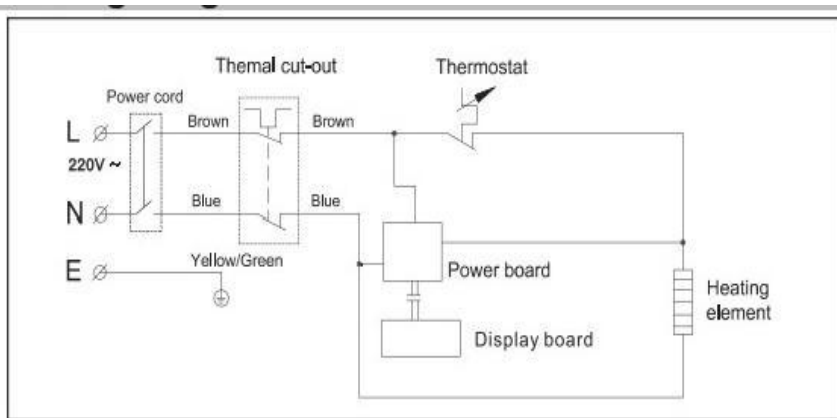 Themal cut-out
Thermostat
Power cord
L
Brown
Brown
220V ~
N
Blue
Blue
E
Yellow/Green
Power board
Heating
element
Display board